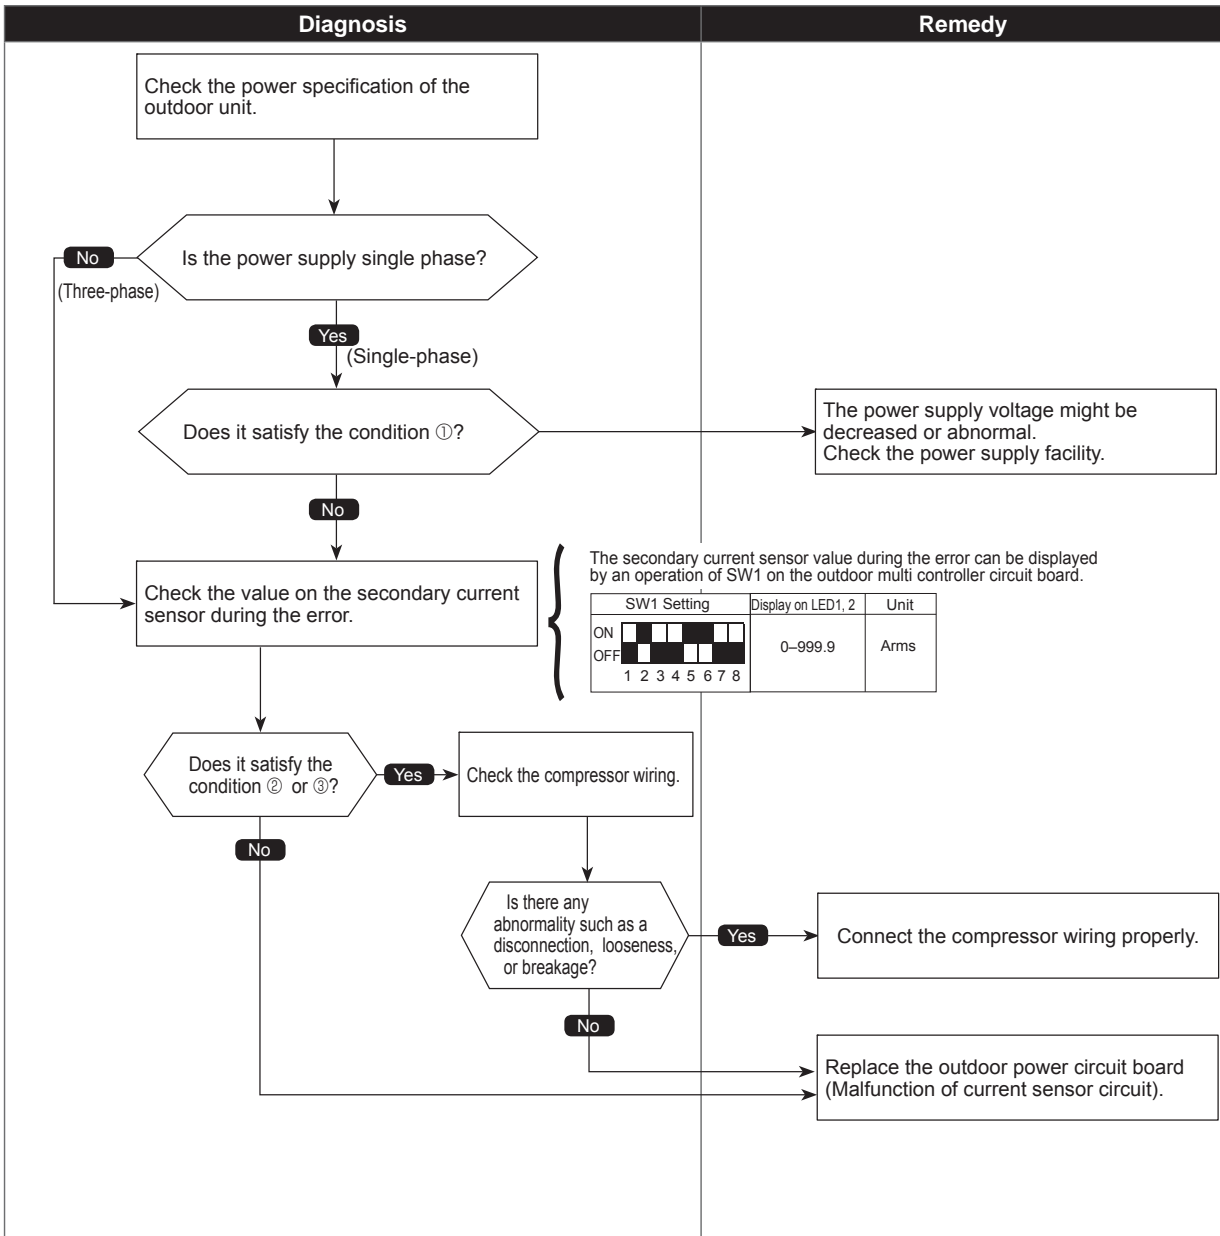 Diagnosis
Remedy
Check the power specification of the
outdoor unit.
Is the power supply single phase?
No
(Three-phase)
Yes
(Single-phase)
Does it satisfy the condition ①?
The power supply voltage might be
decreased or abnormal.
Check the power supply facility.
No
Check the value on the secondary current
sensor during the error.
The secondary current sensor value during the error can be displayed
by an operation of SW1 on the outdoor multi controller circuit board.
SW1 Setting
Display on LED1, 2
Unit
ON
OFF
1 2 3 4 5 6 7 8
0–999.9
Arms
Does it satisfy the
condition ② or ③?
Yes
Check the compressor wiring.
No
Is there any
abnormality such as a
disconnection, looseness,
or breakage?
Yes
Connect the compressor wiring properly.
No
Replace the outdoor power circuit board
(Malfunction of current sensor circuit).